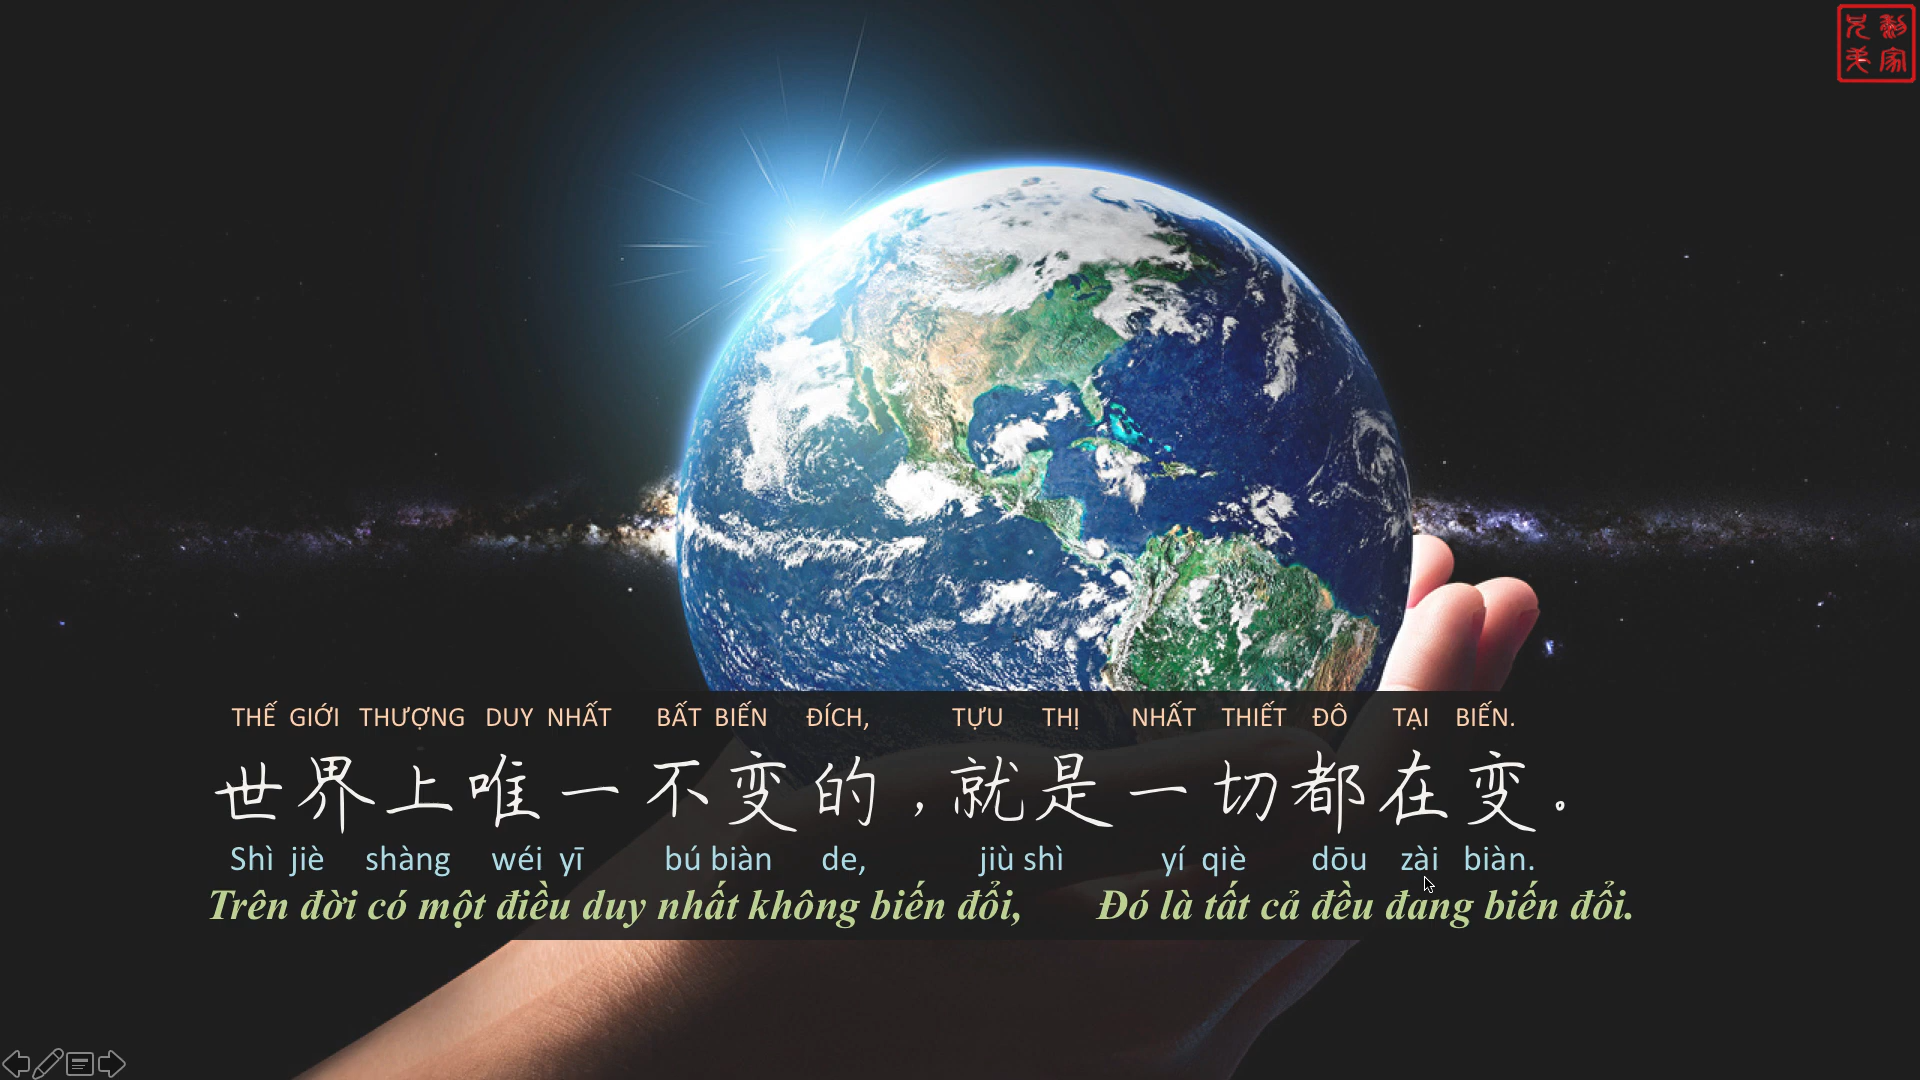 THẾ GIỚI THƯỢNG DUY NHẤT BẤT BIẾN ĐÍCH, TỰU THỊ NHẤT THIẾT ĐÔ TẠI BIẾN.
世界上唯一不变的，就是一切都在变。
Shì jiè shàng wéi yī bú biàn de, jiù shì yí qiè dōu zài biàn.
Trên đời có một điều duy nhất không biến đổi, Đó là tất cả đều đang biến đổi.